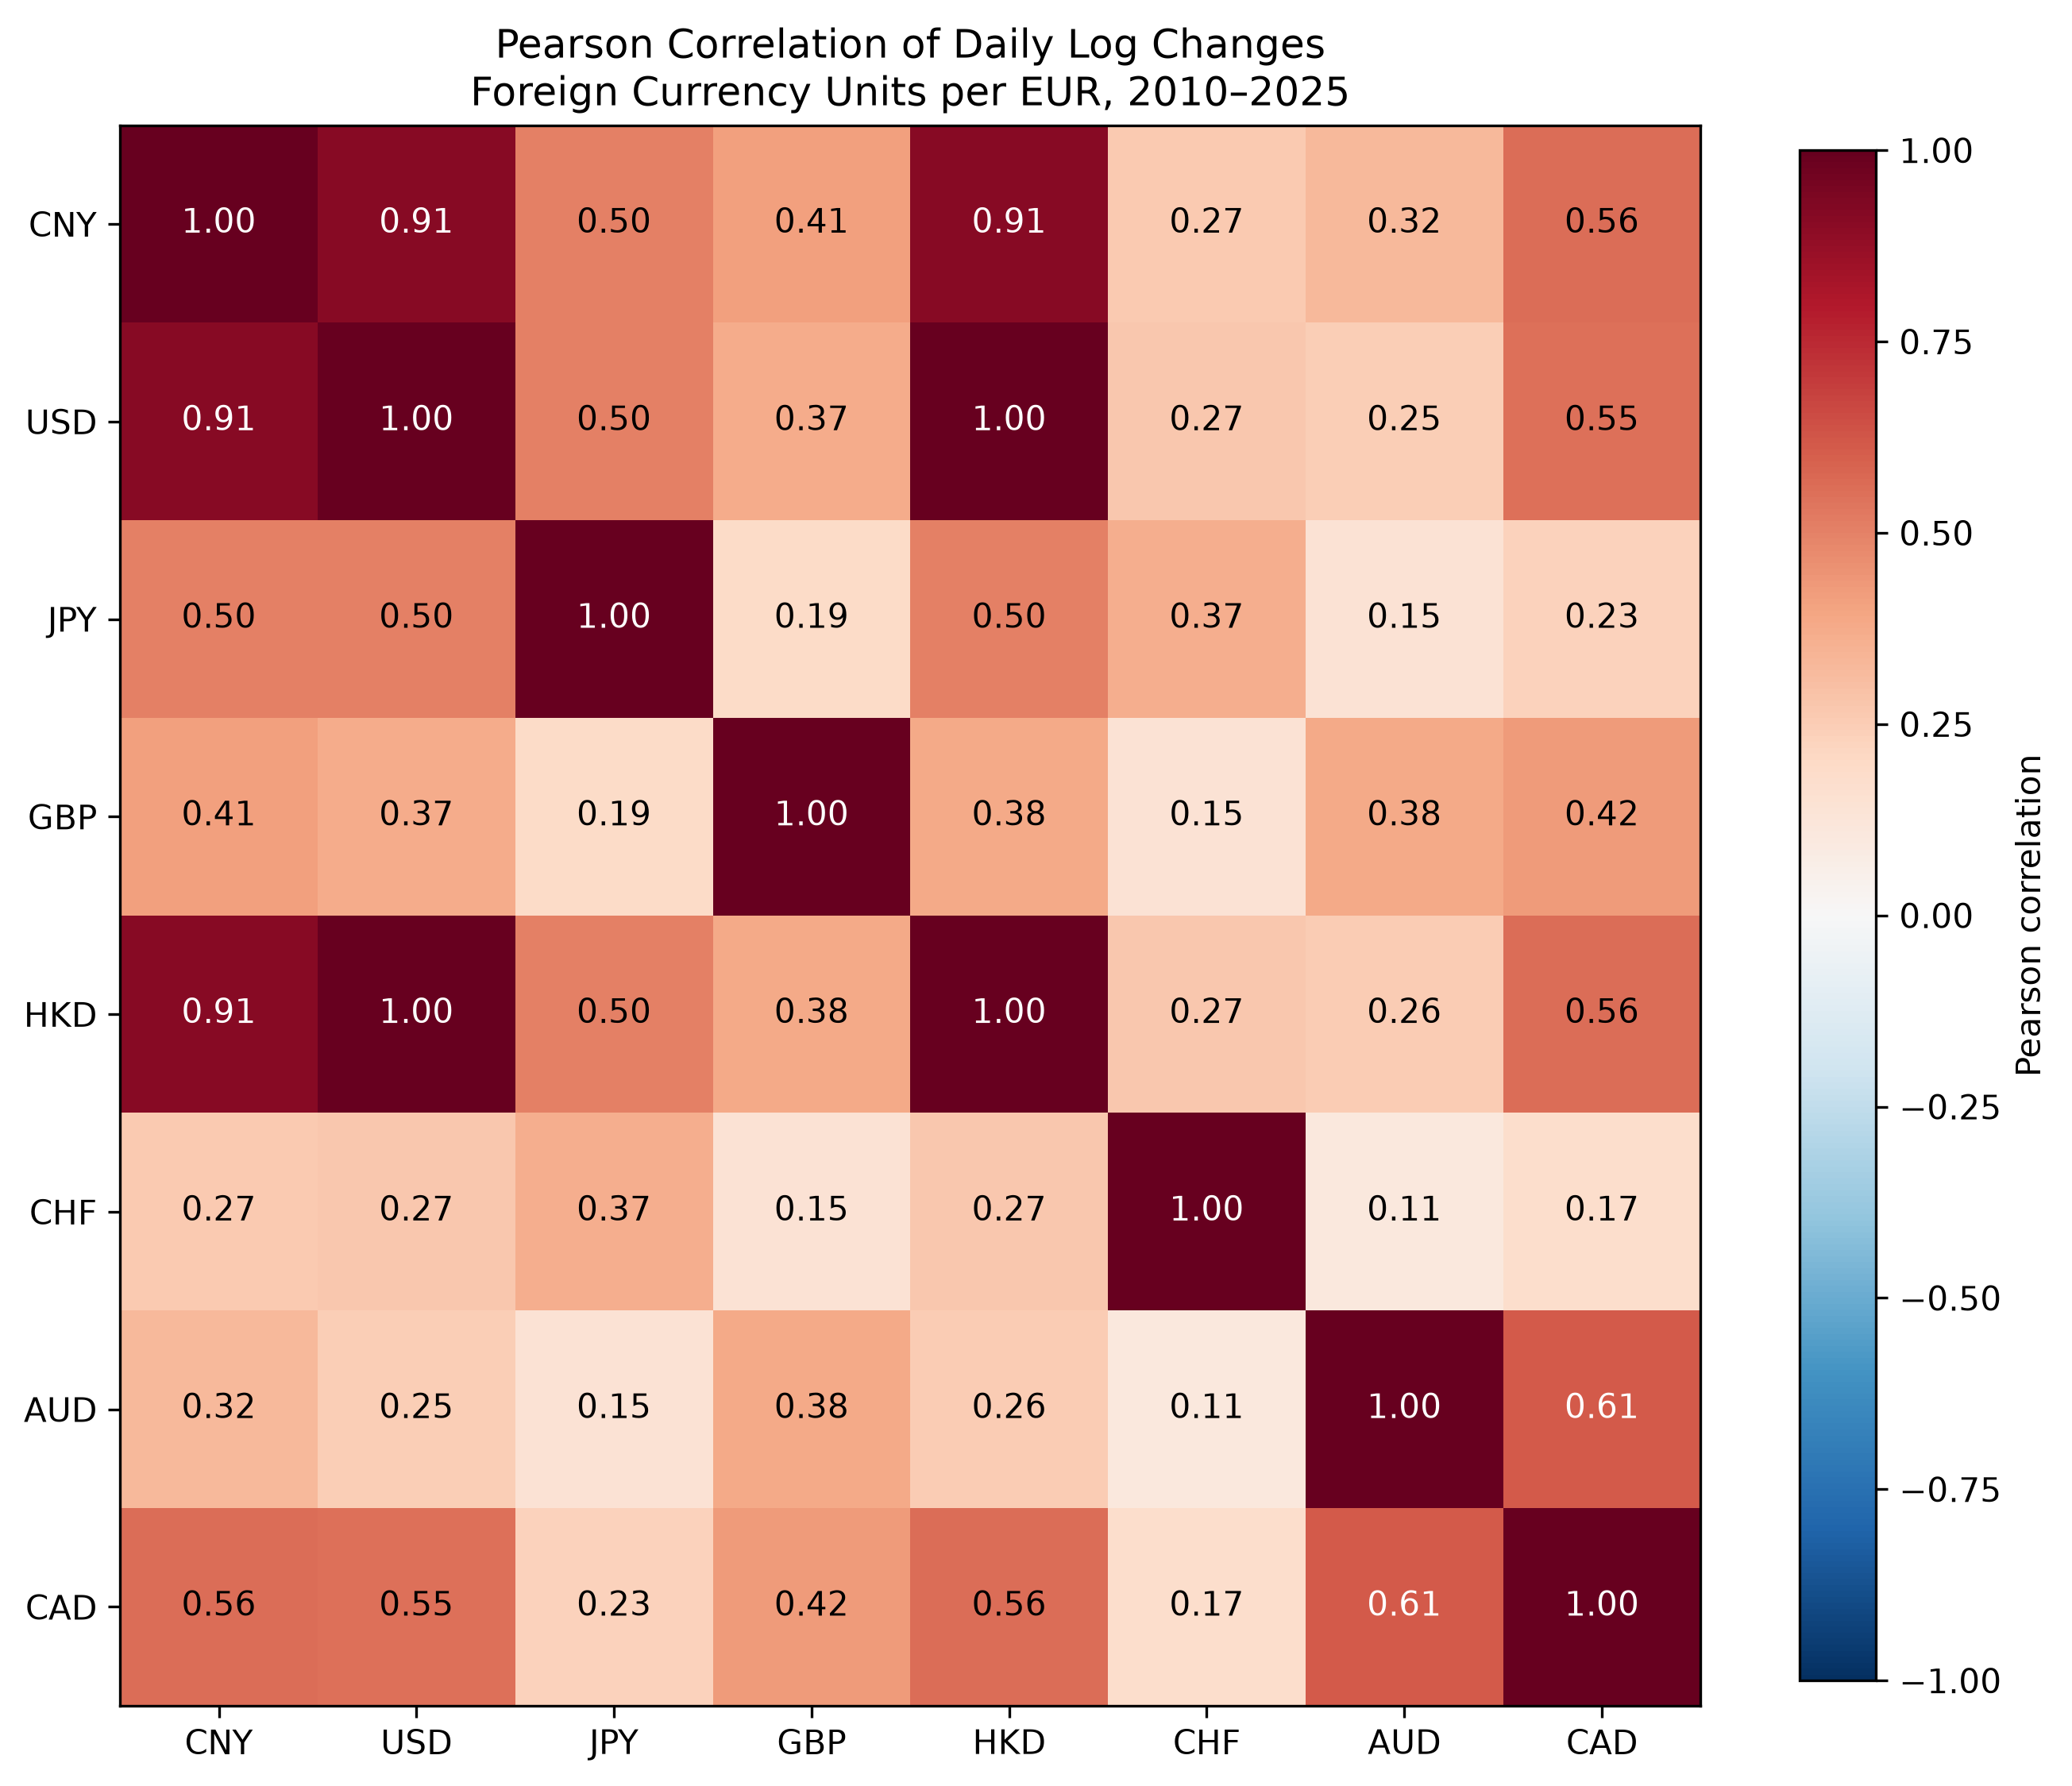 Pearson Correlation of Daily Log Changes
Foreign Currency Units per EUR, 2010–2025
CNY 1.00 0.91 0.50 0.41 0.91 0.27 0.32 0.56
USD 0.91 1.00 0.50 0.37 1.00 0.27 0.25 0.55
JPY 0.50 0.50 1.00 0.19 0.50 0.37 0.15 0.23
GBP 0.41 0.37 0.19 1.00 0.38 0.15 0.38 0.42
HKD 0.91 1.00 0.50 0.38 1.00 0.27 0.26 0.56
CHF 0.27 0.27 0.37 0.15 0.27 1.00 0.11 0.17
AUD 0.32 0.25 0.15 0.38 0.26 0.11 1.00 0.61
CAD 0.56 0.55 0.23 0.42 0.56 0.17 0.61 1.00
CNY USD JPY GBP HKD CHF AUD CAD
1.00
0.75
0.50
0.25
0.00
−0.25
−0.50
−0.75
−1.00
Pearson correlation